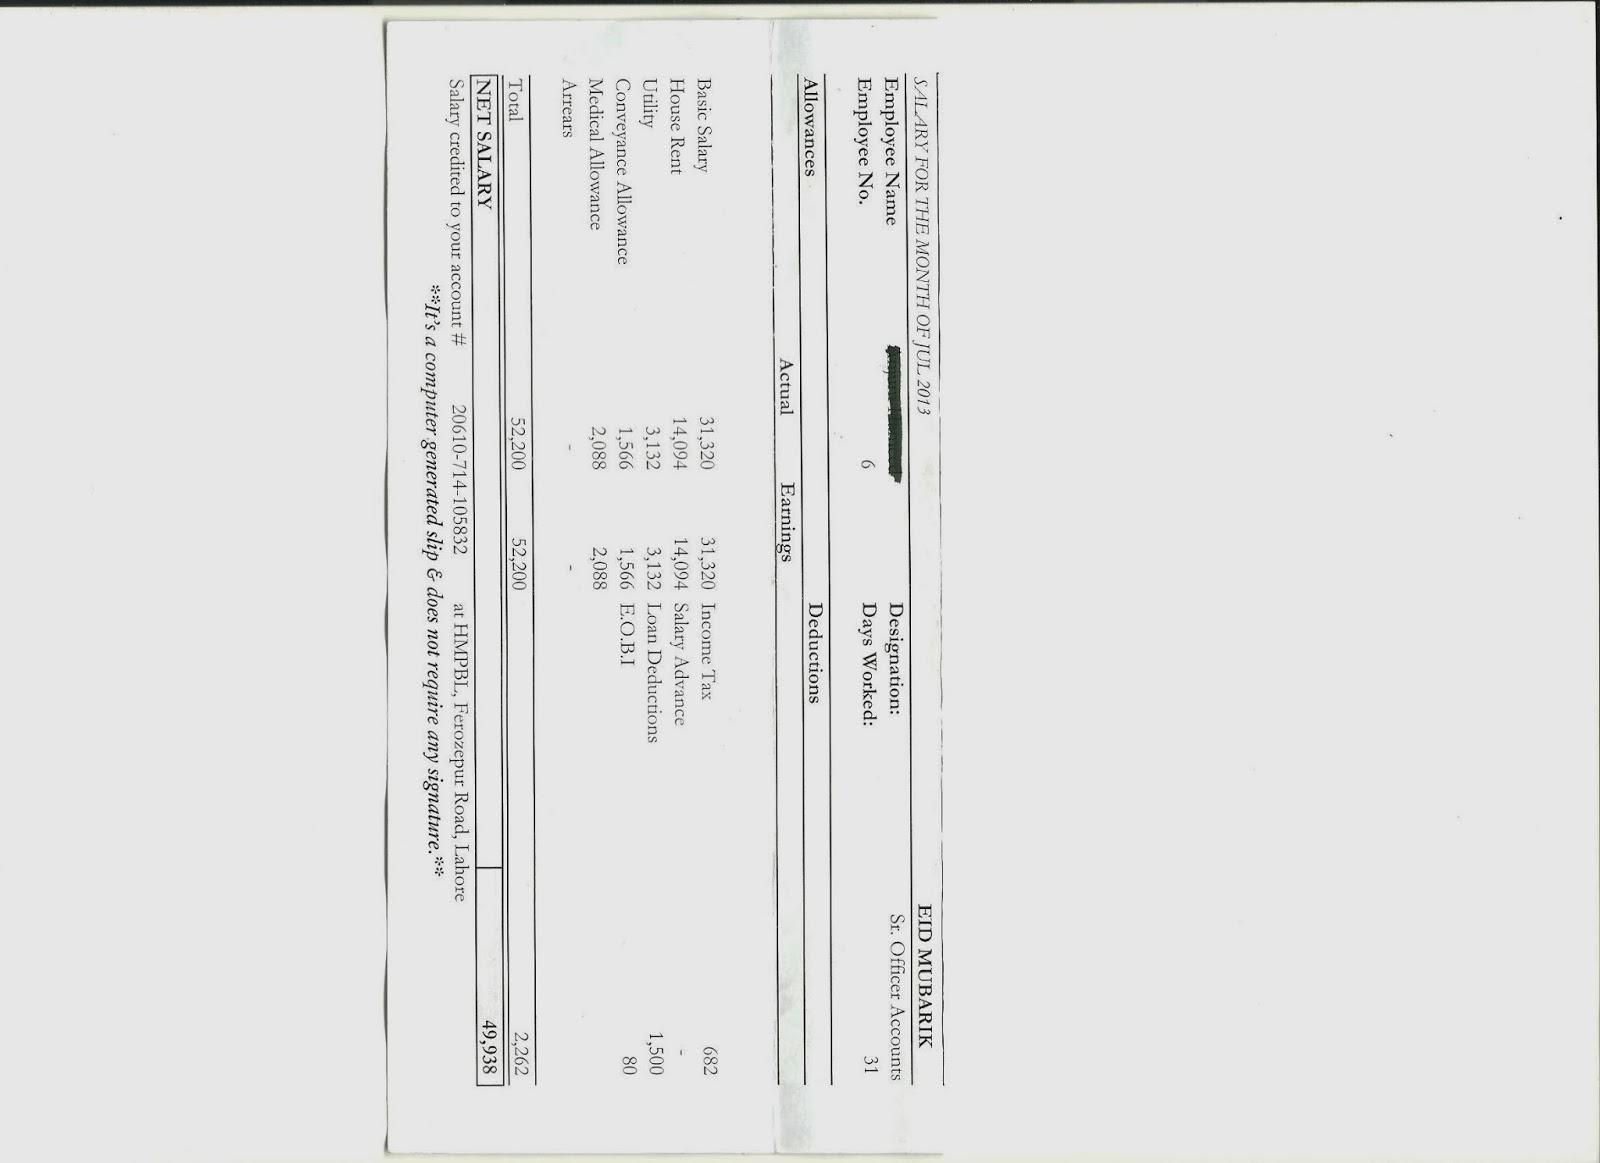 SALARY FOR THE MONTH OF JUL 2013 EID MUBARIK
Employee Name Designation: Sr. Officer Accounts
Employee No. 6 Days Worked: 31
Allowances Deductions
Actual Earnings
Basic Salary 31,320 31,320 Income Tax 682
House Rent 14,094 14,094 Salary Advance -
Utility 3,132 3,132 Loan Deductions 1,500
Conveyance Allowance 1,566 1,566 E.O.B.I 80
Medical Allowance 2,088 2,088
Arrears - -
Total 52,200 52,200 2,262
NET SALARY 49,938
Salary credited to your account # 20610-714-105832 at HMPBL, Ferozepur Road, Lahore
**It's a computer generated slip & does not require any signature.**